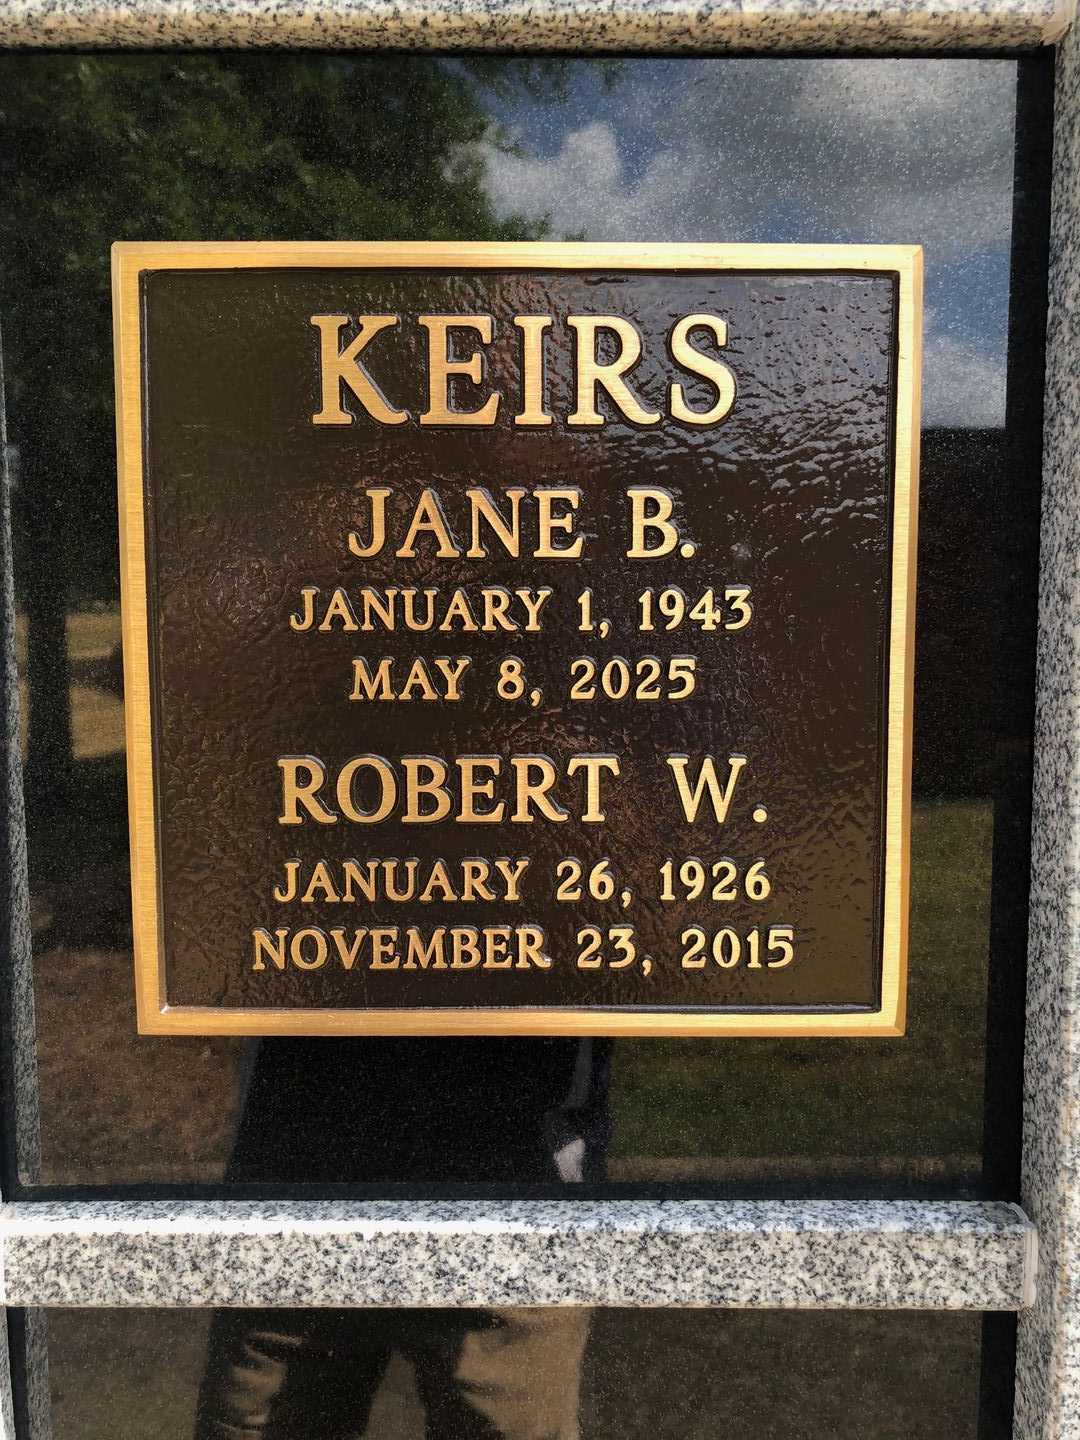 KEIRS
JANE B.
JANUARY 1, 1943
MAY 8, 2025
ROBERT W.
JANUARY 26, 1926
NOVEMBER 23, 2015